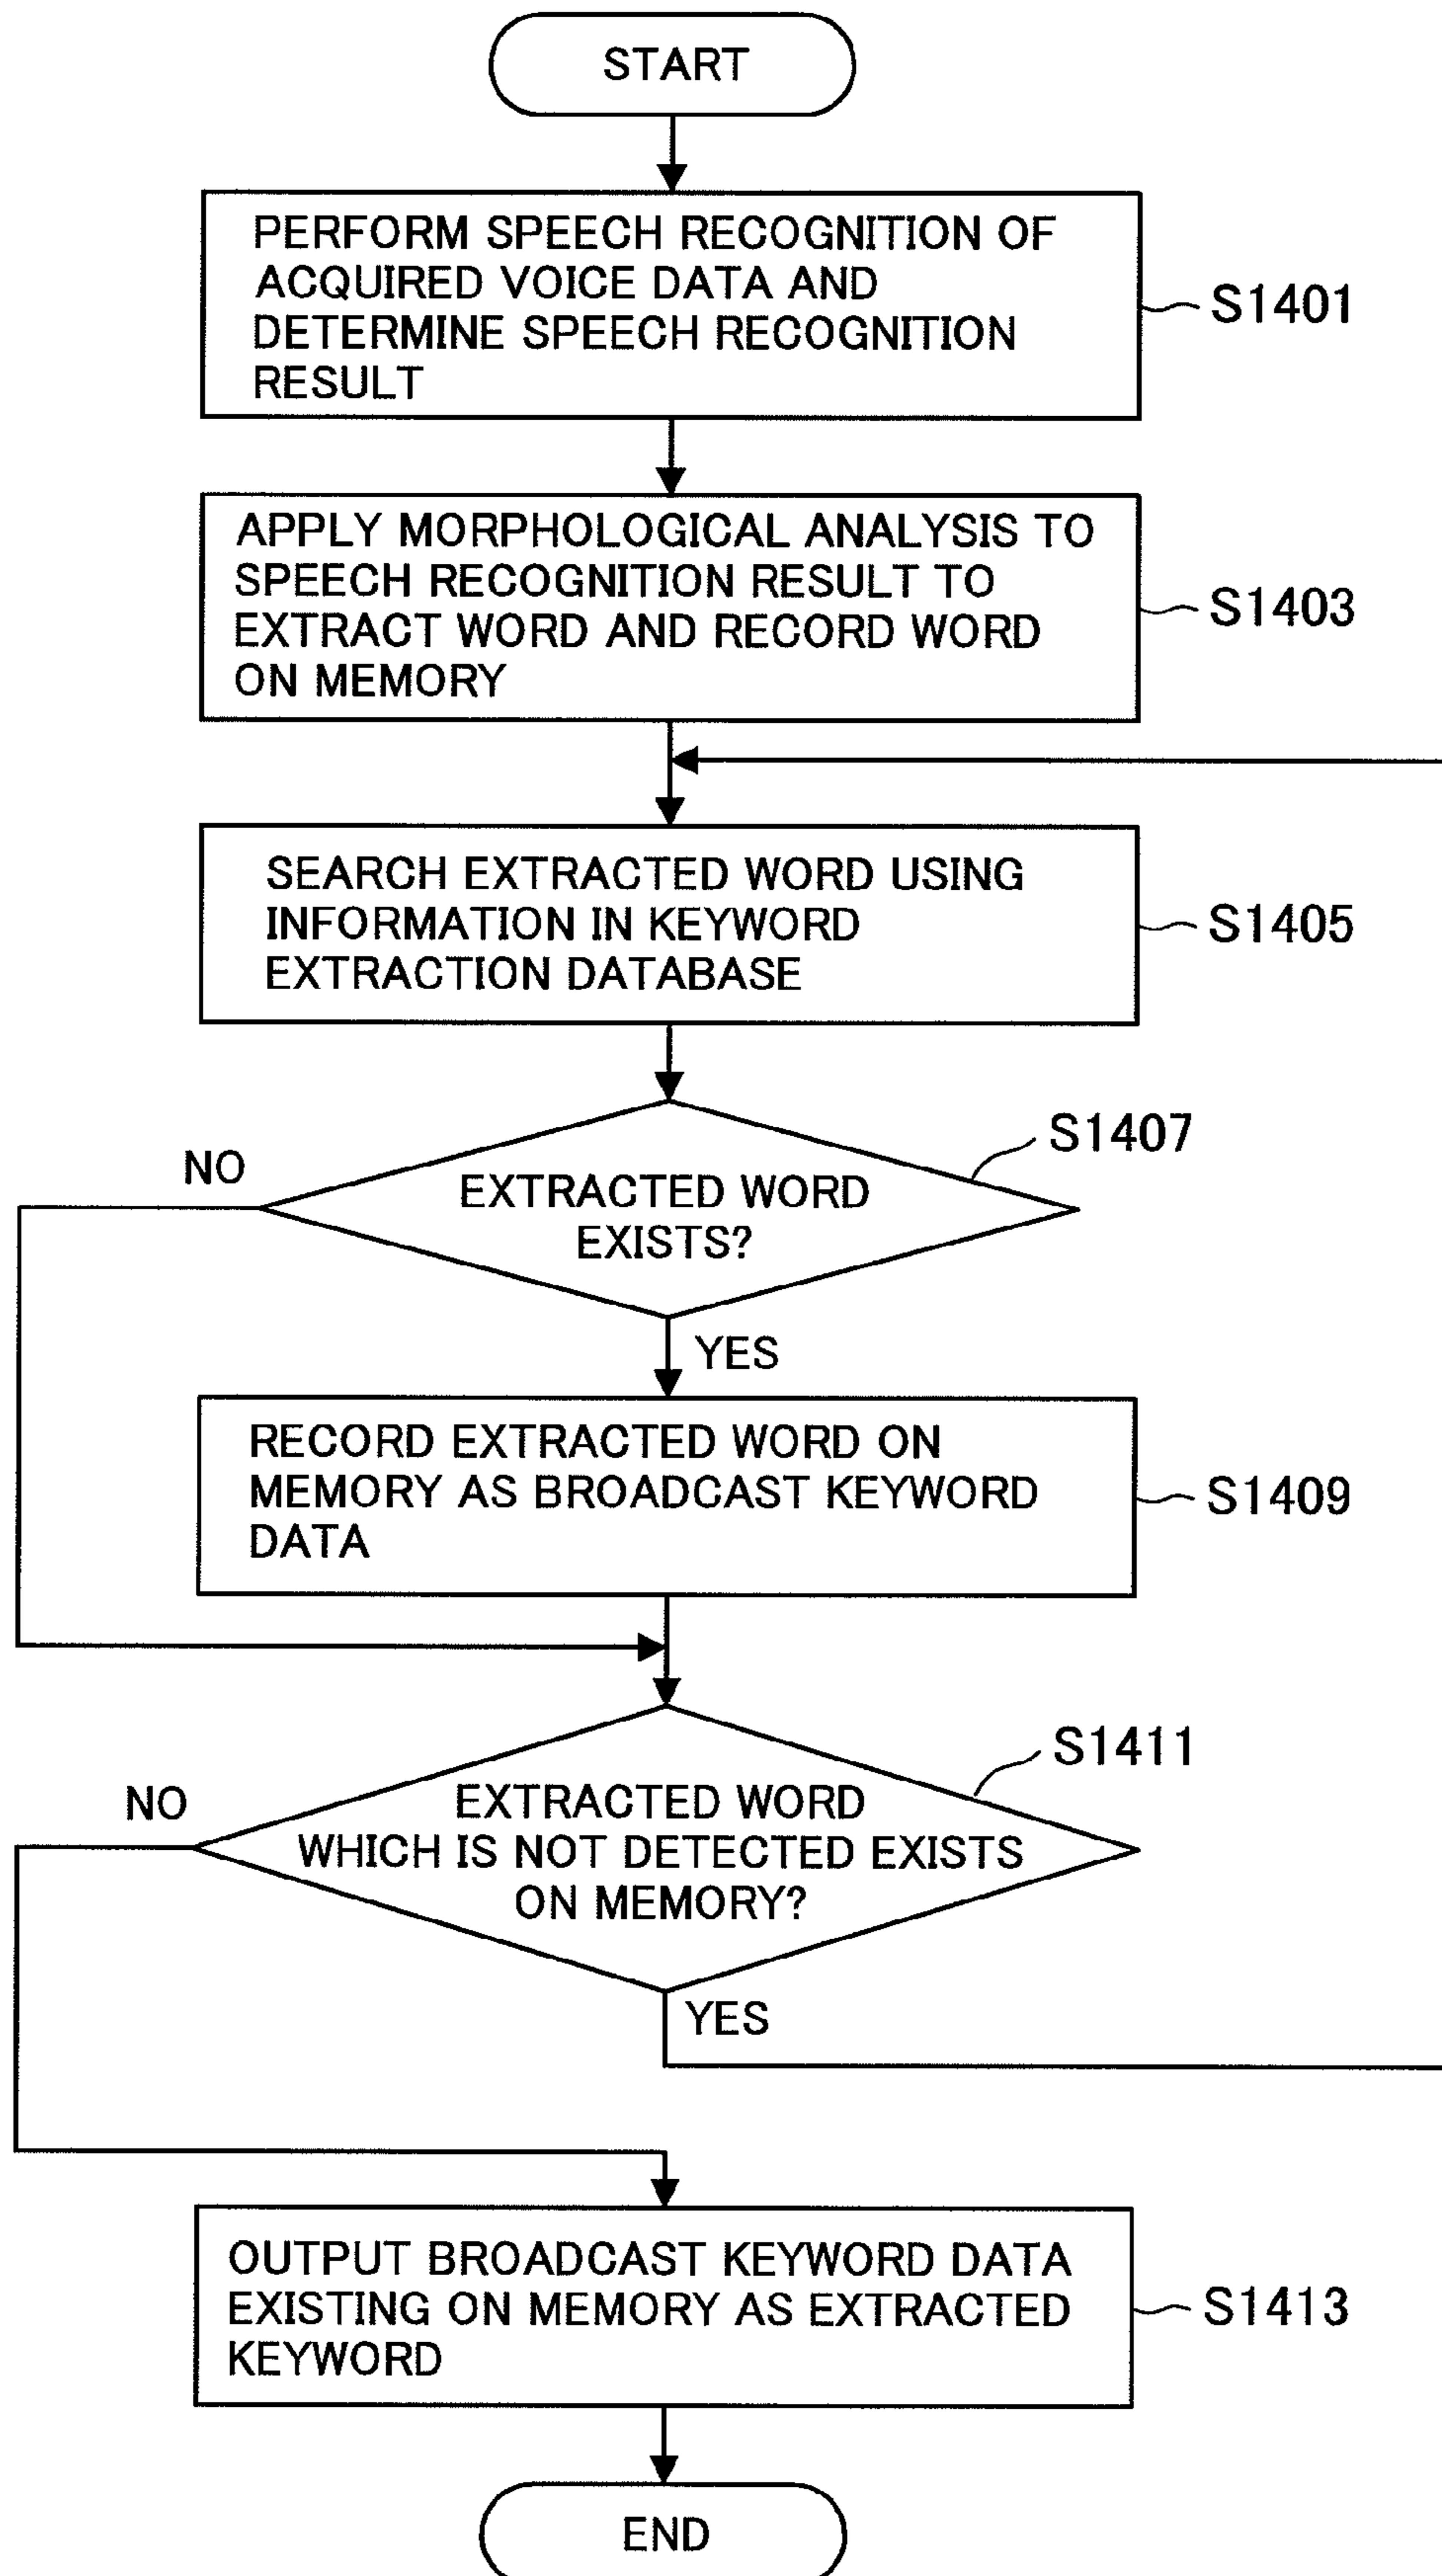 START
PERFORM SPEECH RECOGNITION OF
ACQUIRED VOICE DATA AND
DETERMINE SPEECH RECOGNITION
RESULT
S1401
APPLY MORPHOLOGICAL ANALYSIS TO
SPEECH RECOGNITION RESULT TO
EXTRACT WORD AND RECORD WORD
ON MEMORY
S1403
SEARCH EXTRACTED WORD USING
INFORMATION IN KEYWORD
EXTRACTION DATABASE
S1405
S1407
NO
EXTRACTED WORD
EXISTS?
YES
RECORD EXTRACTED WORD ON
MEMORY AS BROADCAST KEYWORD
DATA
S1409
S1411
NO
EXTRACTED WORD
WHICH IS NOT DETECTED EXISTS
ON MEMORY?
YES
OUTPUT BROADCAST KEYWORD DATA
EXISTING ON MEMORY AS EXTRACTED
KEYWORD
S1413
END